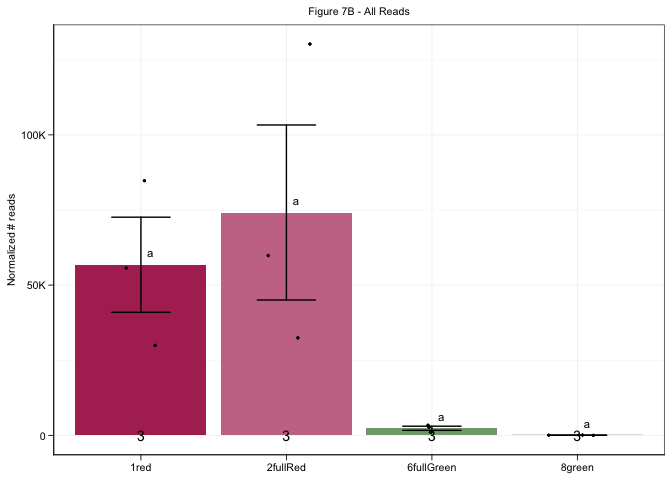 Figure 7B - All Reads
Normalized # reads
100K
50K
0
a
a
a
a
3
3
3
3
1red
2fullRed
6fullGreen
8green